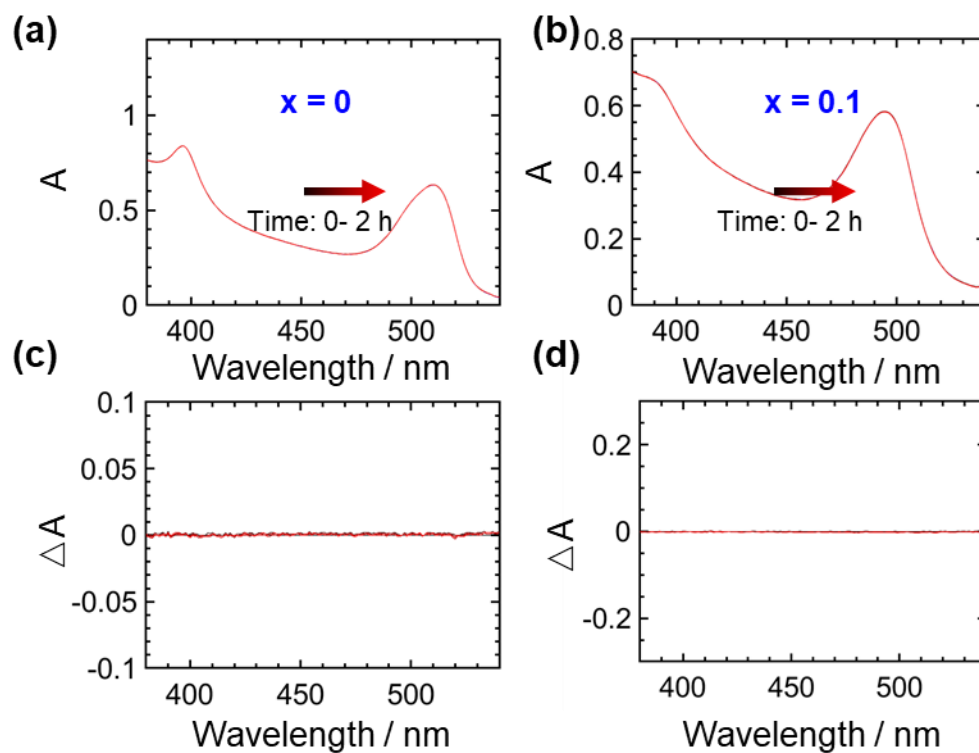 (a)
(b)
x = 0
x = 0.1
A
1
0.5
0
Time: 0- 2 h
400
450
500
Wavelength / nm
A
0.8
0.6
0.4
0.2
0
Time: 0- 2 h
400
450
500
Wavelength / nm
(c)
(d)
△A
0.1
0.05
0
-0.05
-0.1
400
450
500
Wavelength / nm
△A
0.2
0
-0.2
400
450
500
Wavelength / nm